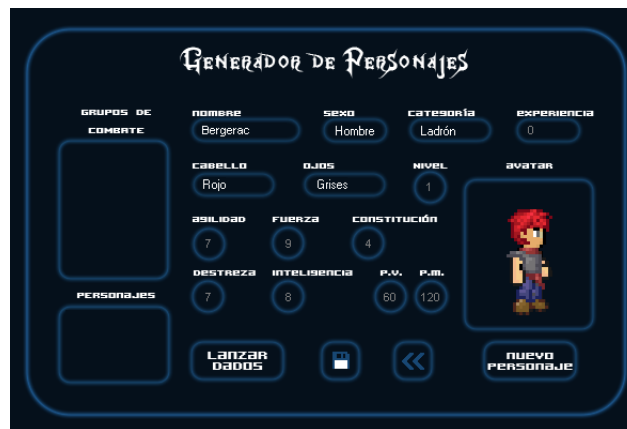 Generador de Personajes
GRUPOS DE
COMBATE
NOMBRE
SEXO
CATEGORÍA
EXPERIENCIA
Bergerac
Hombre
Ladrón
0
CABELLO
OJOS
NIVEL
AVATAR
Rojo
Grises
1
AGILIDAD
FUERZA
CONSTITUCIÓN
7
9
4
DESTREZA
INTELIGENCIA
P.V.
P.M.
PERSONAJES
7
8
60
120
LANZAR
DADOS
NUEVO
PERSONAJE